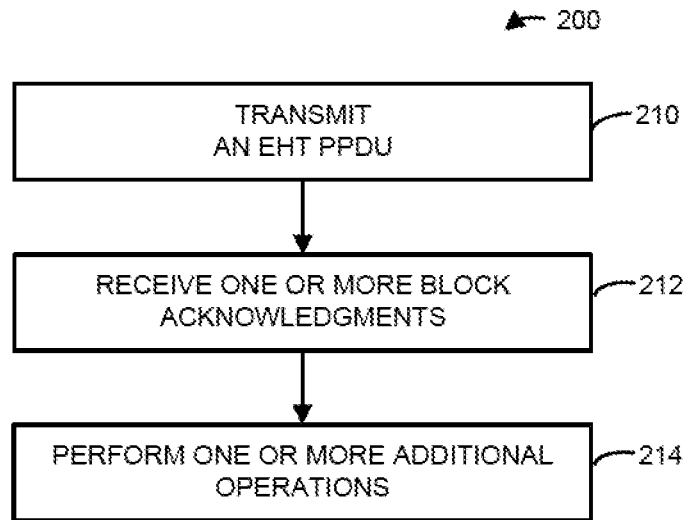 200
TRANSMIT
AN EHT PPDU
210
RECEIVE ONE OR MORE BLOCK
ACKNOWLEDGMENTS
212
PERFORM ONE OR MORE ADDITIONAL
OPERATIONS
214